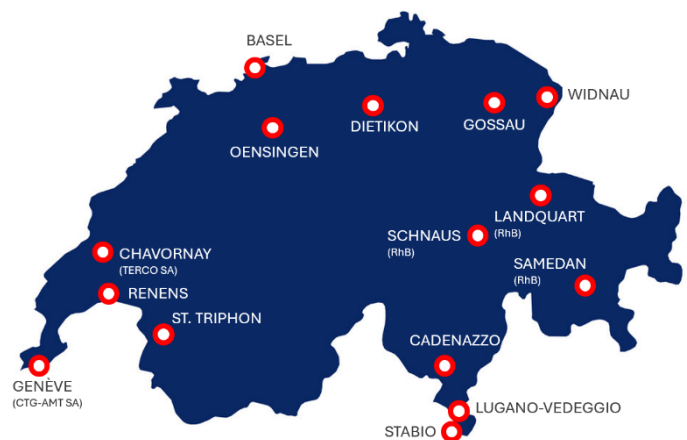 BASEL
WIDNAU
DIETIKON
GOSSAU
OENSINGEN
LANDQUART
(RhB)
SCHNAUS
(RhB)
CHAVORNAY
(TERCO SA)
SAMEDAN
(RhB)
RENENS
ST. TRIPHON
CADENAZZO
GENÈVE
(CTG-AMT SA)
LUGANO-VEDEGGIO
STABIO